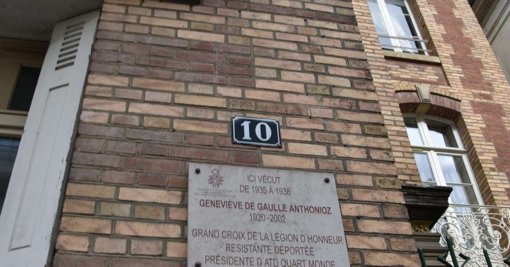 10
ICI VÉCUT
DE 1935 À 1938
GENEVIÈVE DE GAULLE ANTHONIOZ
1920-2002
GRAND CROIX DE LA LÉGION D'HONNEUR
RESISTANTE DÉPORTÉE
PRÉSIDENTE D'ATD QUART MONDE